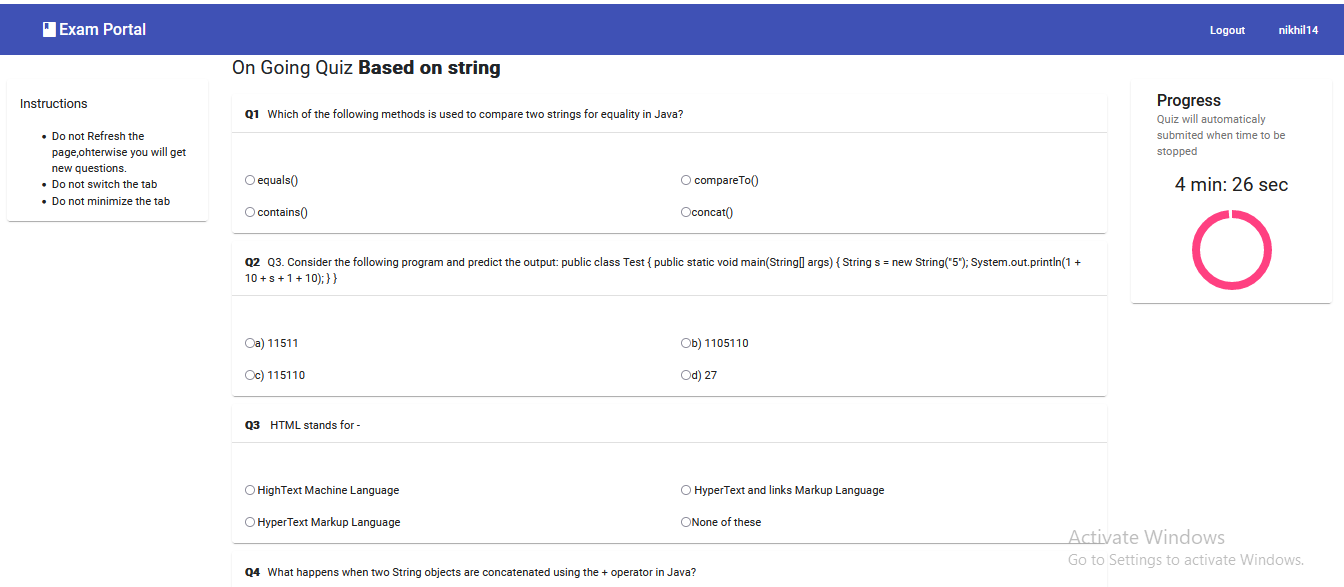 Exam Portal
Logout
nikhil14
On Going Quiz Based on string
Instructions
Do not Refresh the
page,ohterwise you will get
new questions.
Do not switch the tab
Do not minimize the tab
Q1 Which of the following methods is used to compare two strings for equality in Java?
equals()
compareTo()
contains()
concat()
Q2 Q3. Consider the following program and predict the output: public class Test { public static void main(String[] args) { String s = new String("5"); System.out.println(1 +
10 + s + 1 + 10); } }
a) 11511
b) 1105110
c) 115110
d) 27
Q3 HTML stands for -
HighText Machine Language
HyperText and links Markup Language
HyperText Markup Language
None of these
Q4 What happens when two String objects are concatenated using the + operator in Java?
Progress
Quiz will automaticaly
submited when time to be
stopped
4 min: 26 sec
Activate Windows
Go to Settings to activate Windows.